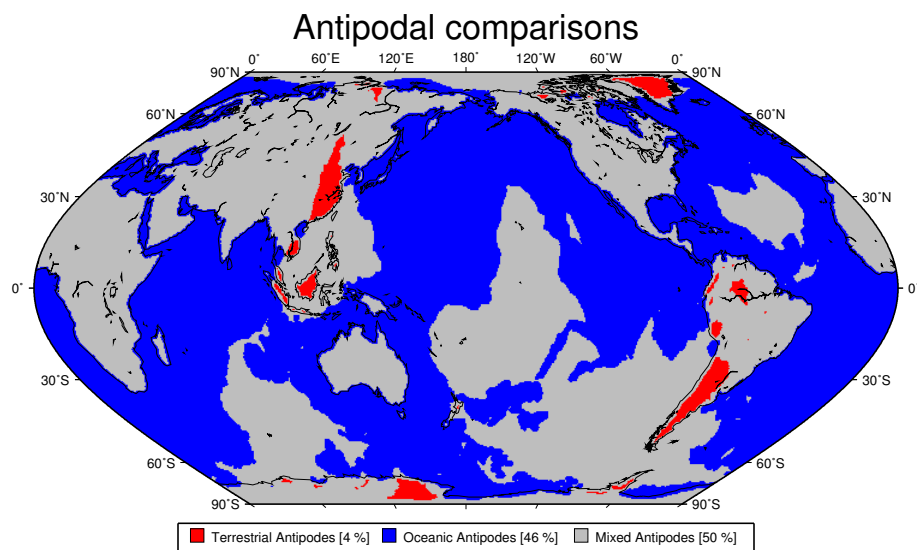 Antipodal comparisons
0˚ 60˚E 120˚E 180˚ 120˚W 60˚W 0˚
90˚N 90˚N
60˚N 60˚N
30˚N 30˚N
0˚ 0˚
30˚S 30˚S
60˚S 60˚S
90˚S 90˚S
Terrestrial Antipodes [4 %] Oceanic Antipodes [46 %] Mixed Antipodes [50 %]